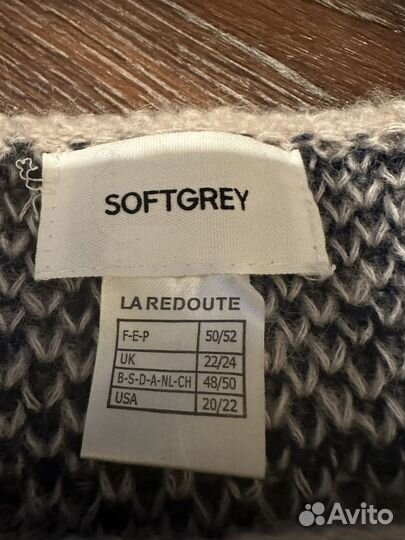 SOFTGREY
LA REDOUTE
F-E-P 50/52
UK 22/24
B-S-D-A-NL-CH 48/50
USA 20/22
Avito